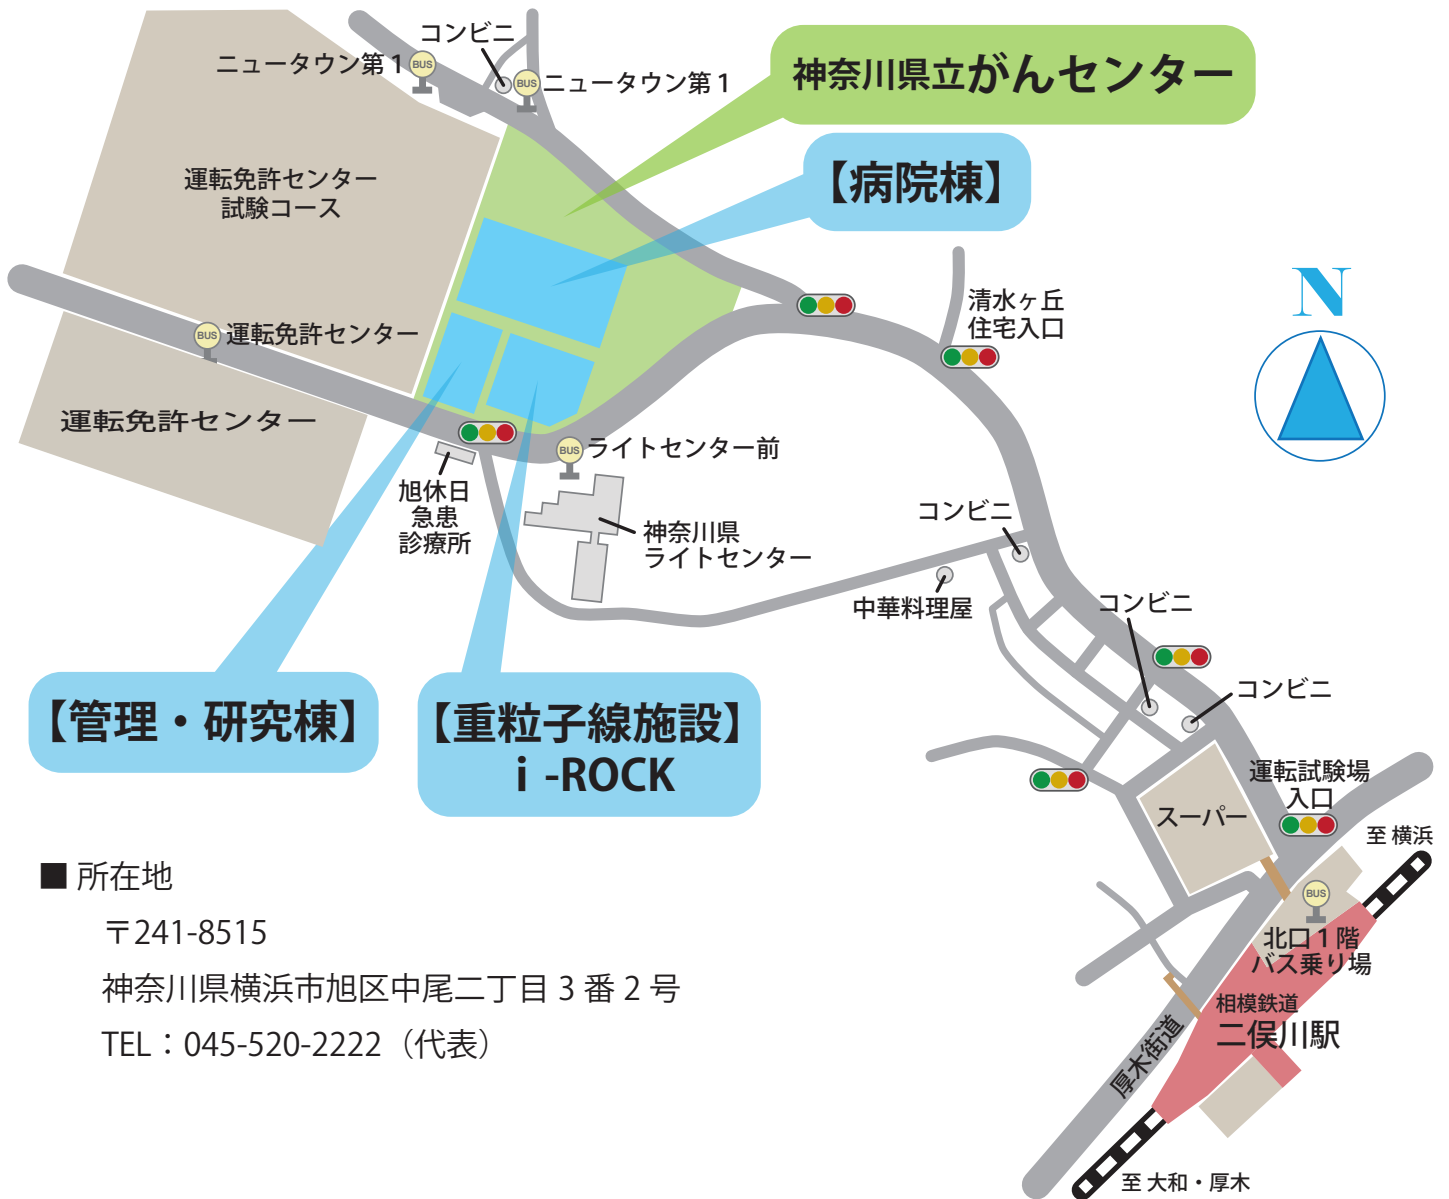 コンビニ
ニュータウン第1
BUS
BUS
ニュータウン第1
神奈川県立がんセンター
【病院棟】
運転免許センター
試験コース
N
清水ヶ丘
住宅入口
BUS
運転免許センター
運転免許センター
BUS
ライトセンター前
旭休日
急患
診療所
神奈川県
ライトセンター
コンビニ
中華料理屋
コンビニ
コンビニ
【管理・研究棟】
【重粒子線施設】
i -ROCK
運転試験場
入口
スーパー
至 横浜
BUS
北口1階
バス乗り場
相模鉄道
二俣川駅
厚木街道
至 大和・厚木
■ 所在地
〒241-8515
神奈川県横浜市旭区中尾二丁目 3 番 2 号
TEL：045-520-2222（代表）